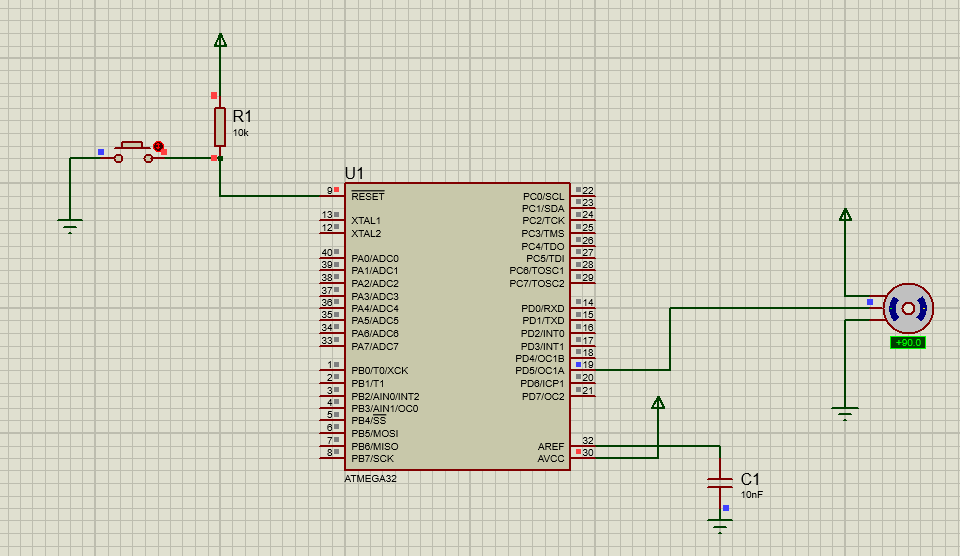 R1
10k
U1
9 RESET
13 XTAL1
12 XTAL2
40 PA0/ADC0
39 PA1/ADC1
38 PA2/ADC2
37 PA3/ADC3
36 PA4/ADC4
35 PA5/ADC5
34 PA6/ADC6
33 PA7/ADC7
1 PB0/T0/XCK
2 PB1/T1
3 PB2/AIN0/INT2
4 PB3/AIN1/OC0
5 PB4/SS
6 PB5/MOSI
7 PB6/MISO
8 PB7/SCK
PC0/SCL 22
PC1/SDA 23
PC2/TCK 24
PC3/TMS 25
PC4/TDO 26
PC5/TDI 27
PC6/TOSC1 28
PC7/TOSC2 29
PD0/RXD 14
PD1/TXD 15
PD2/INT0 16
PD3/INT1 17
PD4/OC1B 18
PD5/OC1A 19
PD6/ICP1 20
PD7/OC2 21
AREF 32
AVCC 30
ATMEGA32
+90.0
C1
10nF